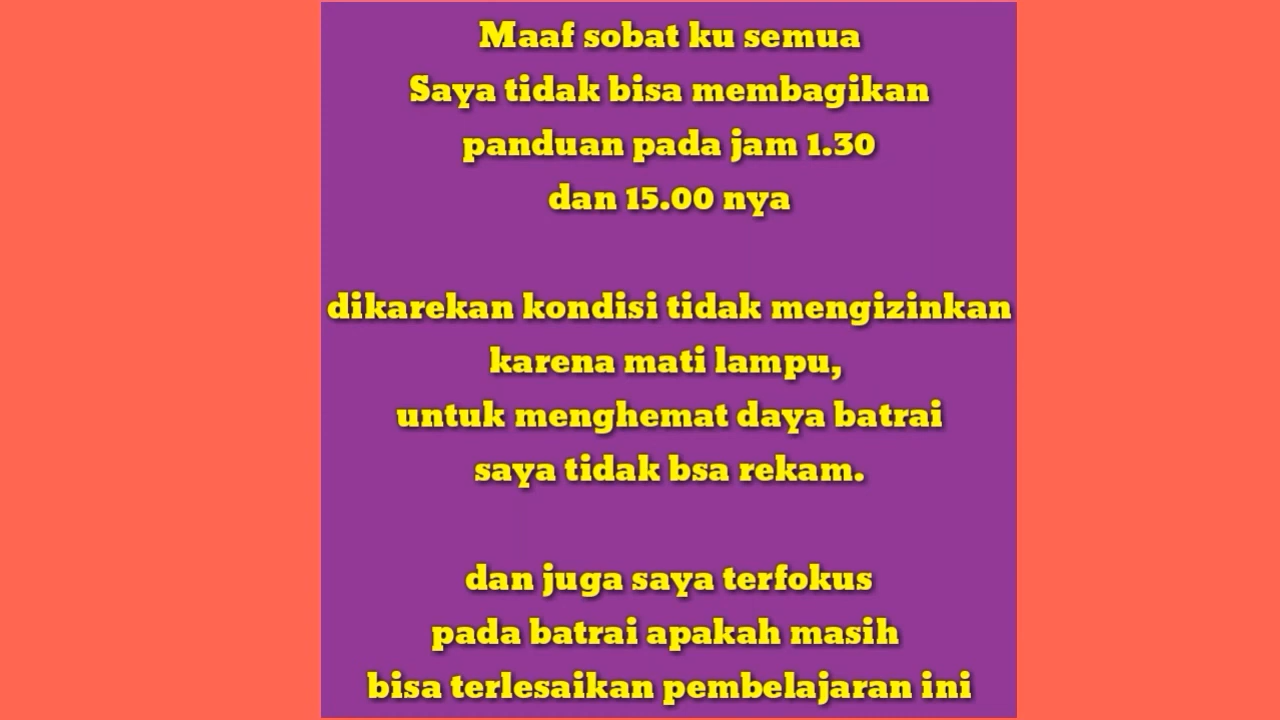 Maaf sobat ku semua
Saya tidak bisa membagikan
panduan pada jam 1.30
dan 15.00 nya
dikarekan kondisi tidak mengizinkan
karena mati lampu,
untuk menghemat daya batrai
saya tidak bsa rekam.
dan juga saya terfokus
pada batrai apakah masih
bisa terlesaikan pembelajaran ini